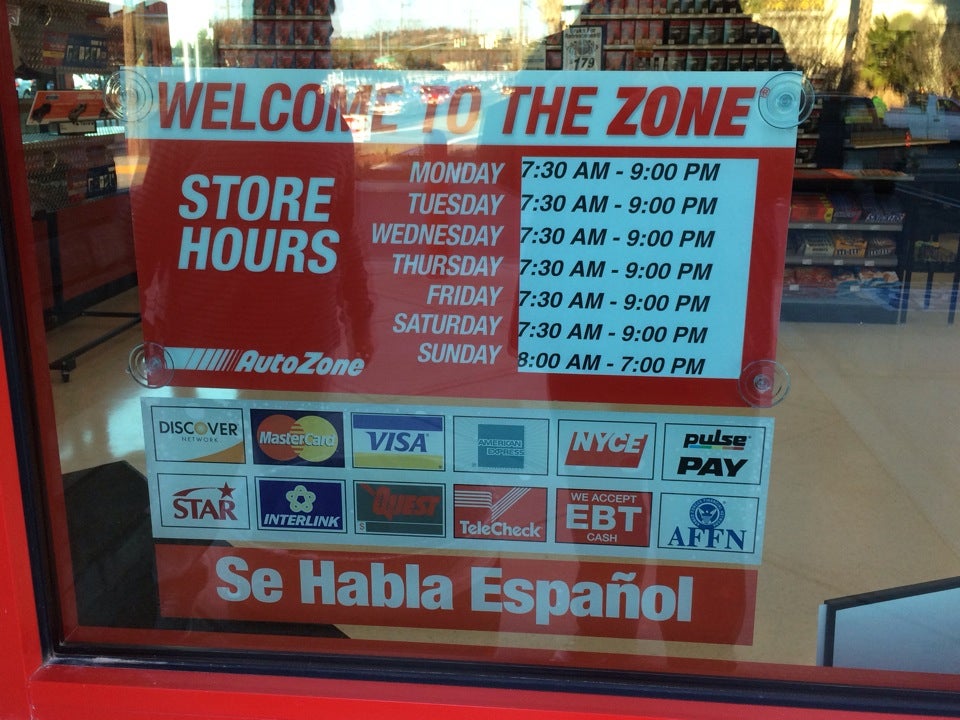 179
WELCOME TO THE ZONE®
STORE HOURS
MONDAY 7:30 AM - 9:00 PM
TUESDAY 7:30 AM - 9:00 PM
WEDNESDAY 7:30 AM - 9:00 PM
THURSDAY 7:30 AM - 9:00 PM
FRIDAY 7:30 AM - 9:00 PM
SATURDAY 7:30 AM - 9:00 PM
SUNDAY 8:00 AM - 7:00 PM
AutoZone
DISCOVER NETWORK
MasterCard
VISA
AMERICAN EXPRESS
NYCE
pulse PAY
STAR
INTERLINK
QUEST
TeleCheck
WE ACCEPT EBT CASH
AFFN
Se Habla Español